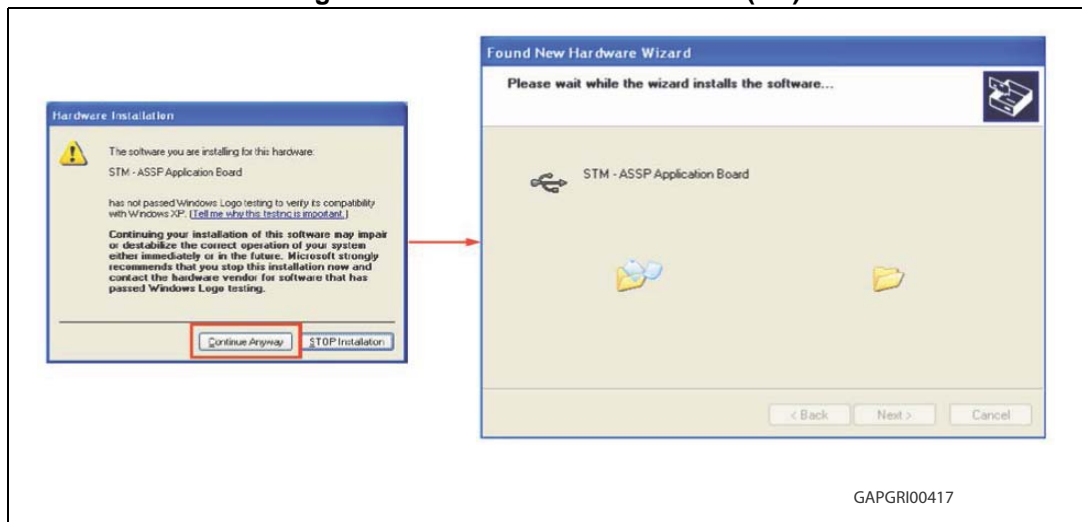 Hardware Installation
The software you are installing for this hardware:
STM - ASSP Application Board
has not passed Windows Logo testing to verify its compatibility
with Windows XP. (Tell me why this testing is important.)
Continuing your installation of this software may impair
or destabilize the correct operation of your system
either immediately or in the future. Microsoft strongly
recommends that you stop this installation now and
contact the hardware vendor for software that has
passed Windows Logo testing.
Continue Anyway
STOP Installation
Found New Hardware Wizard
Please wait while the wizard installs the software...
STM - ASSP Application Board
< Back
Next >
Cancel
GAPGRI00417